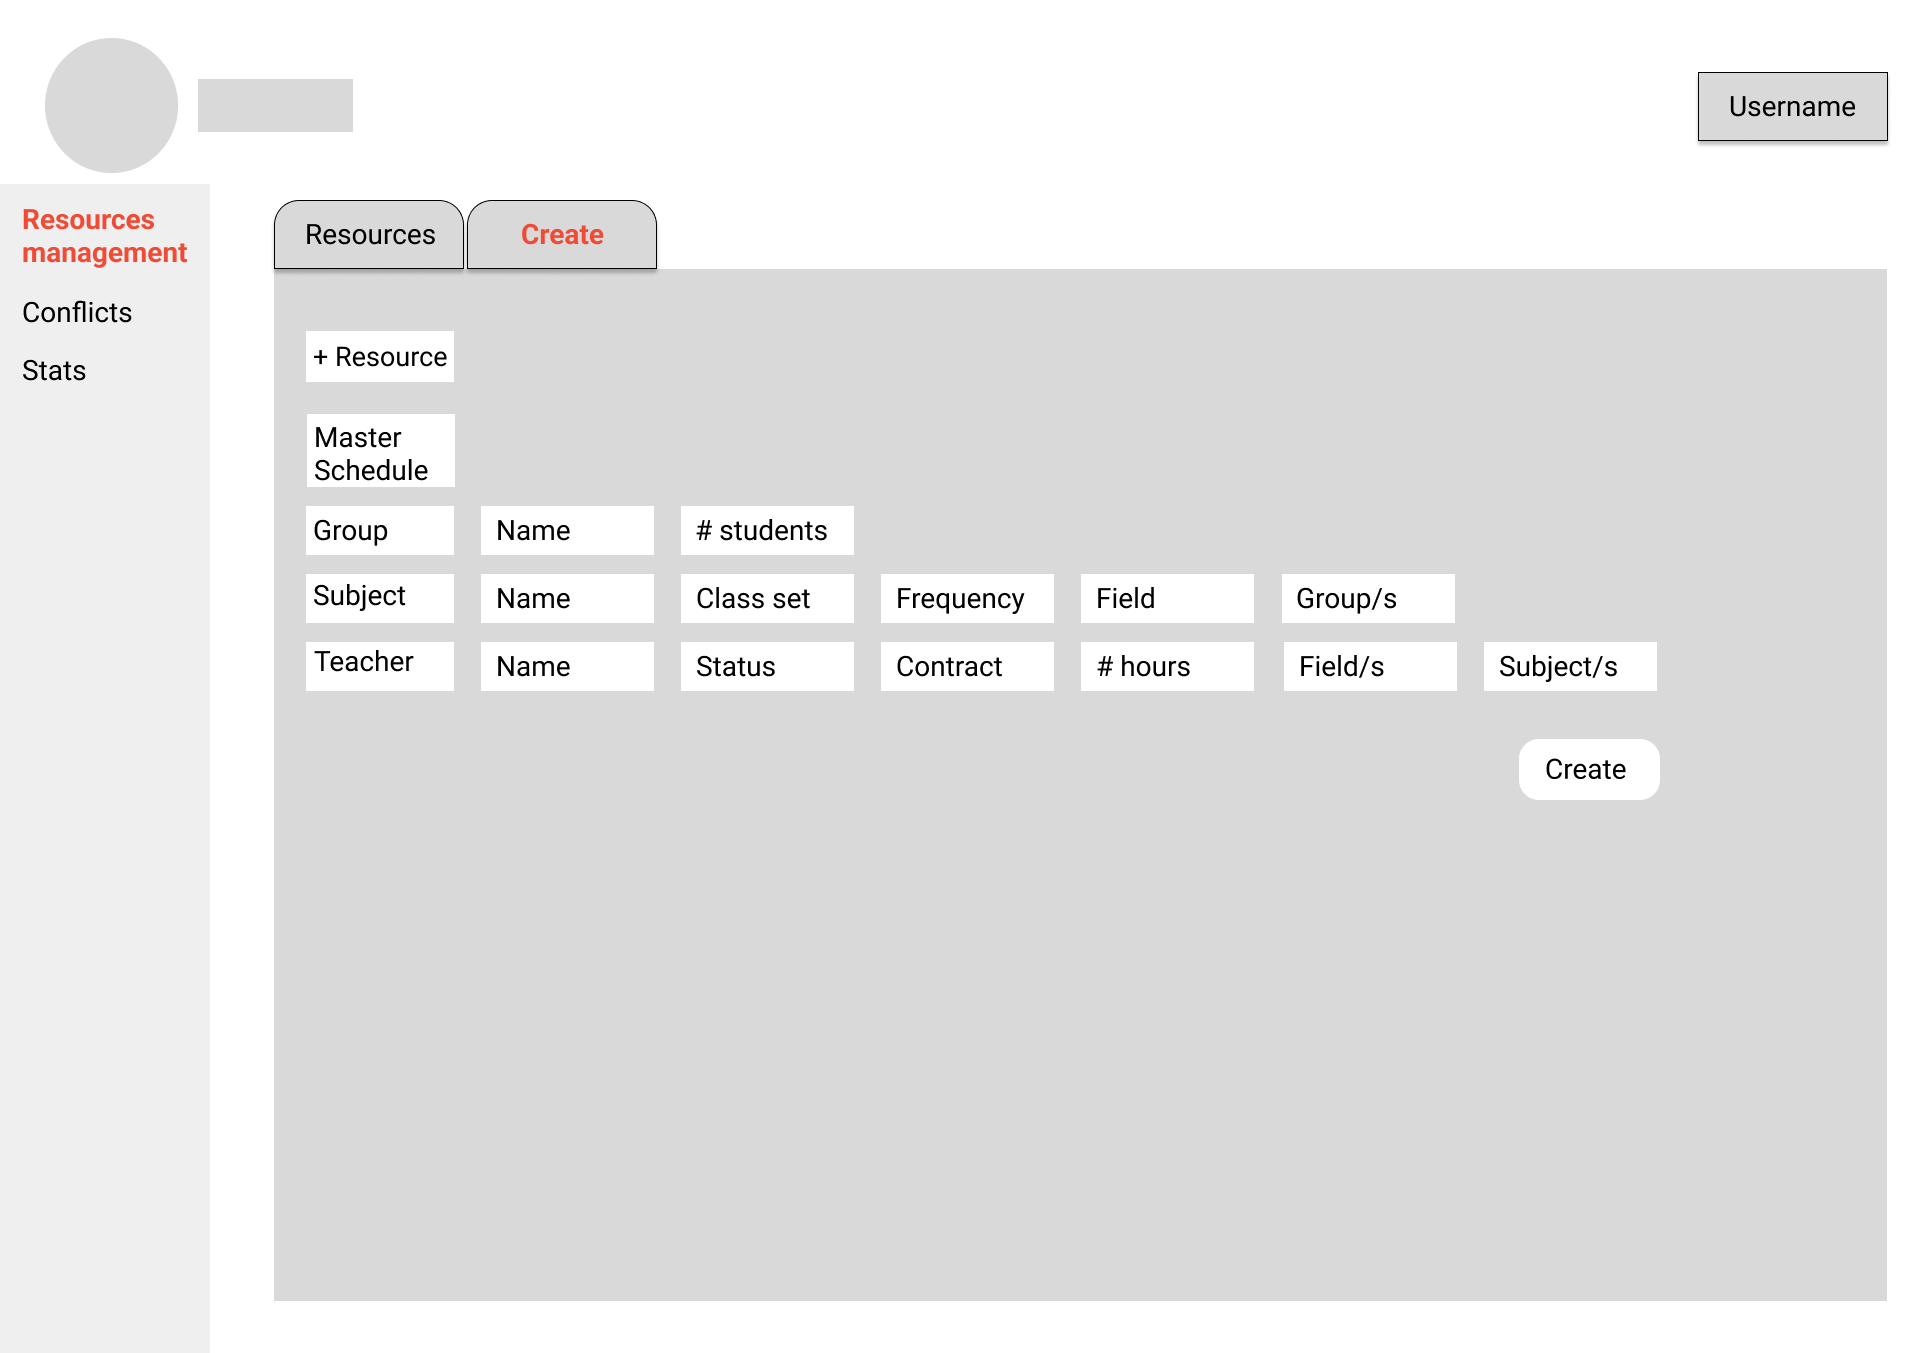 Username
Resources
management
Conflicts
Stats
Resources
Create
+ Resource
Master
Schedule
Group
Name
# students
Subject
Name
Class set
Frequency
Field
Group/s
Teacher
Name
Status
Contract
# hours
Field/s
Subject/s
Create